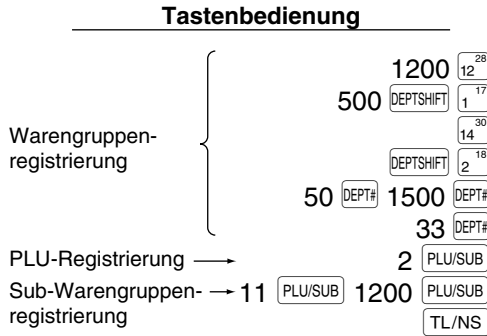 Tastenbedienung
1200 12 28
500 DEPTSHIFT 1 17
14 30
DEPTSHIFT 2 18
Warengruppen-
registrierung
50 DEPT# 1500 DEPT#
33 DEPT#
PLU-Registrierung → 2 PLU/SUB
Sub-Warengruppen- → 11 PLU/SUB 1200 PLU/SUB
registrierung
TL/NS